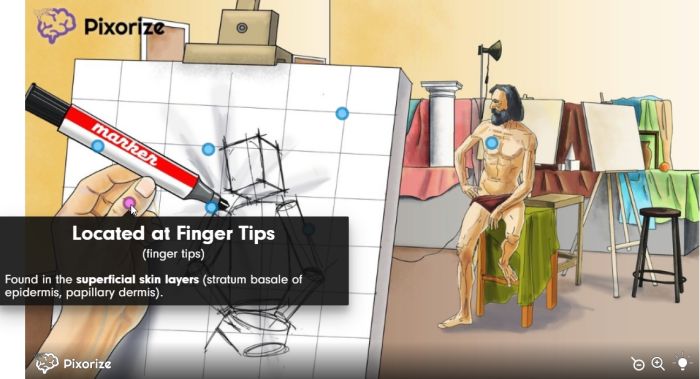 Pixorize
marker
Located at Finger Tips
(finger tips)
Found in the superficial skin layers (stratum basale of
epidermis, papillary dermis).
Pixorize